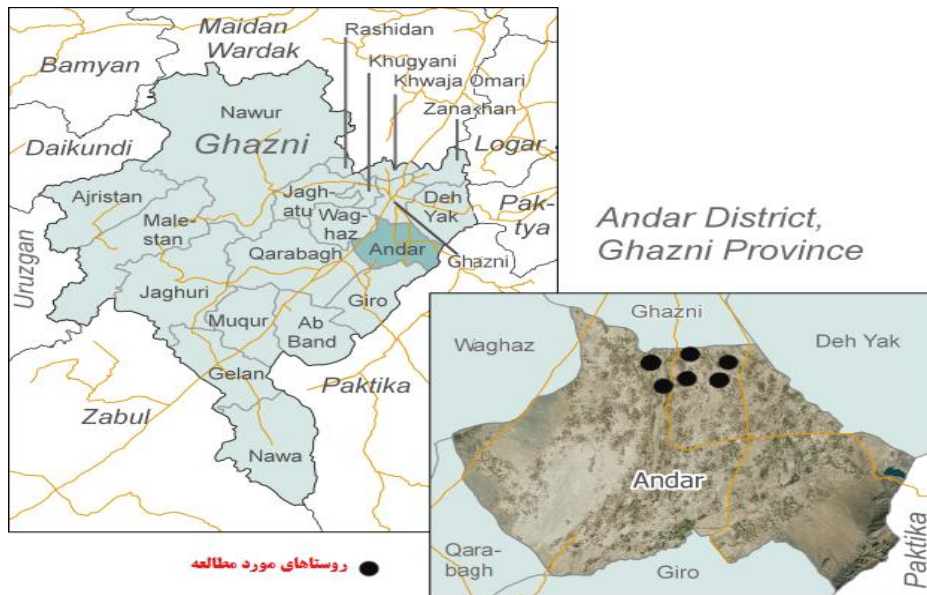 Maidan
Wardak
Rashidan
Khugyani
Khwaja Omari
Zanakhan
Bamyan
Nawur
Ghazni
Logar
Daikundi
Ajristan
Jagh-
atu
Deh
Yak
Pak-
tya
Male-
stan
Wag-
haz
Qarabagh
Andar
Ghazni
Uruzgan
Jaghuri
Giro
Muqur
Ab
Band
Gelan
Paktika
Zabul
Nawa
Andar District,
Ghazni Province
Ghazni
Waghaz
Deh Yak
Andar
Qara-
bagh
Giro
Paktika
روستاهای مورد مطالعه